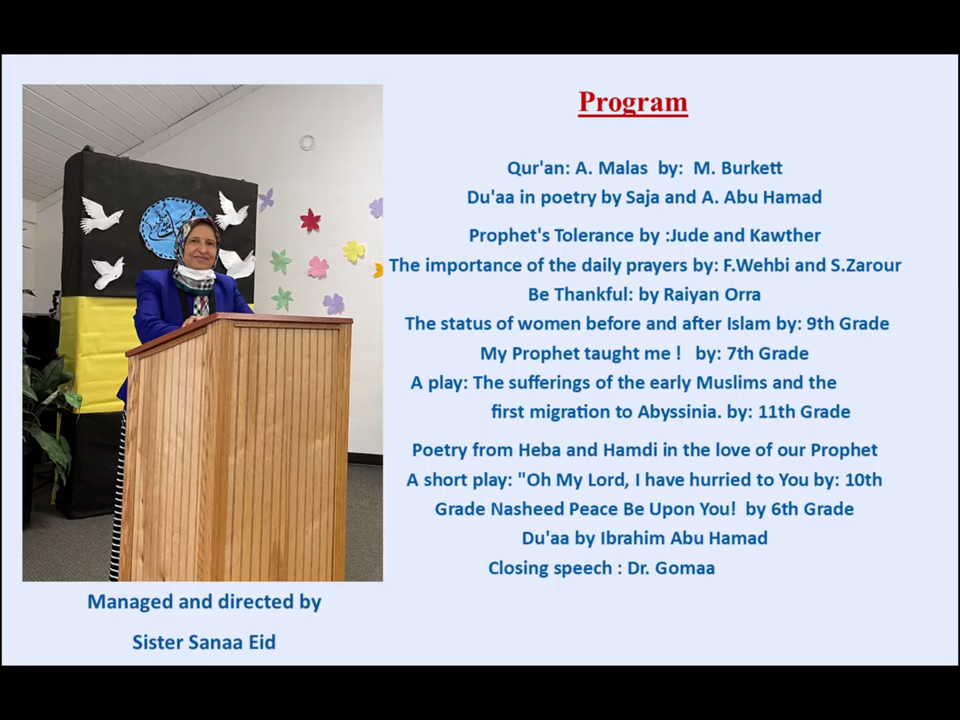 Program
Qur'an: A. Malas by: M. Burkett
Du'aa in poetry by Saja and A. Abu Hamad
Prophet's Tolerance by :Jude and Kawther
The importance of the daily prayers by: F.Wehbi and S.Zarour
Be Thankful: by Raiyan Orra
The status of women before and after Islam by: 9th Grade
My Prophet taught me ! by: 7th Grade
A play: The sufferings of the early Muslims and the
first migration to Abyssinia. by: 11th Grade
Poetry from Heba and Hamdi in the love of our Prophet
A short play: "Oh My Lord, I have hurried to You by: 10th
Grade Nasheed Peace Be Upon You! by 6th Grade
Du'aa by Ibrahim Abu Hamad
Closing speech : Dr. Gomaa
Managed and directed by
Sister Sanaa Eid